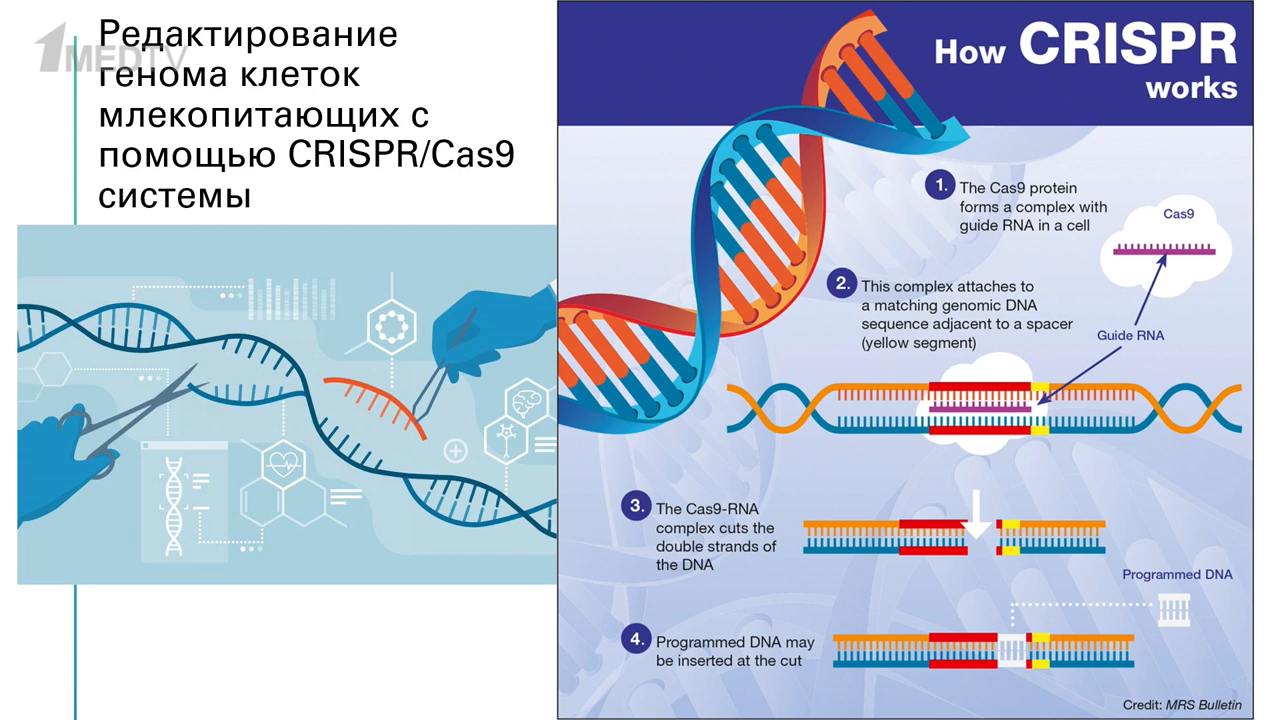 1MEDTV
Редактирование
генома клеток
млекопитающих с
помощью CRISPR/Cas9
системы
How CRISPR
works
1. The Cas9 protein
forms a complex with
guide RNA in a cell
Cas9
2. This complex attaches to
a matching genomic DNA
sequence adjacent to a spacer
(yellow segment)
Guide RNA
3. The Cas9-RNA
complex cuts the
double strands of
the DNA
Programmed DNA
4. Programmed DNA may
be inserted at the cut
Credit: MRS Bulletin